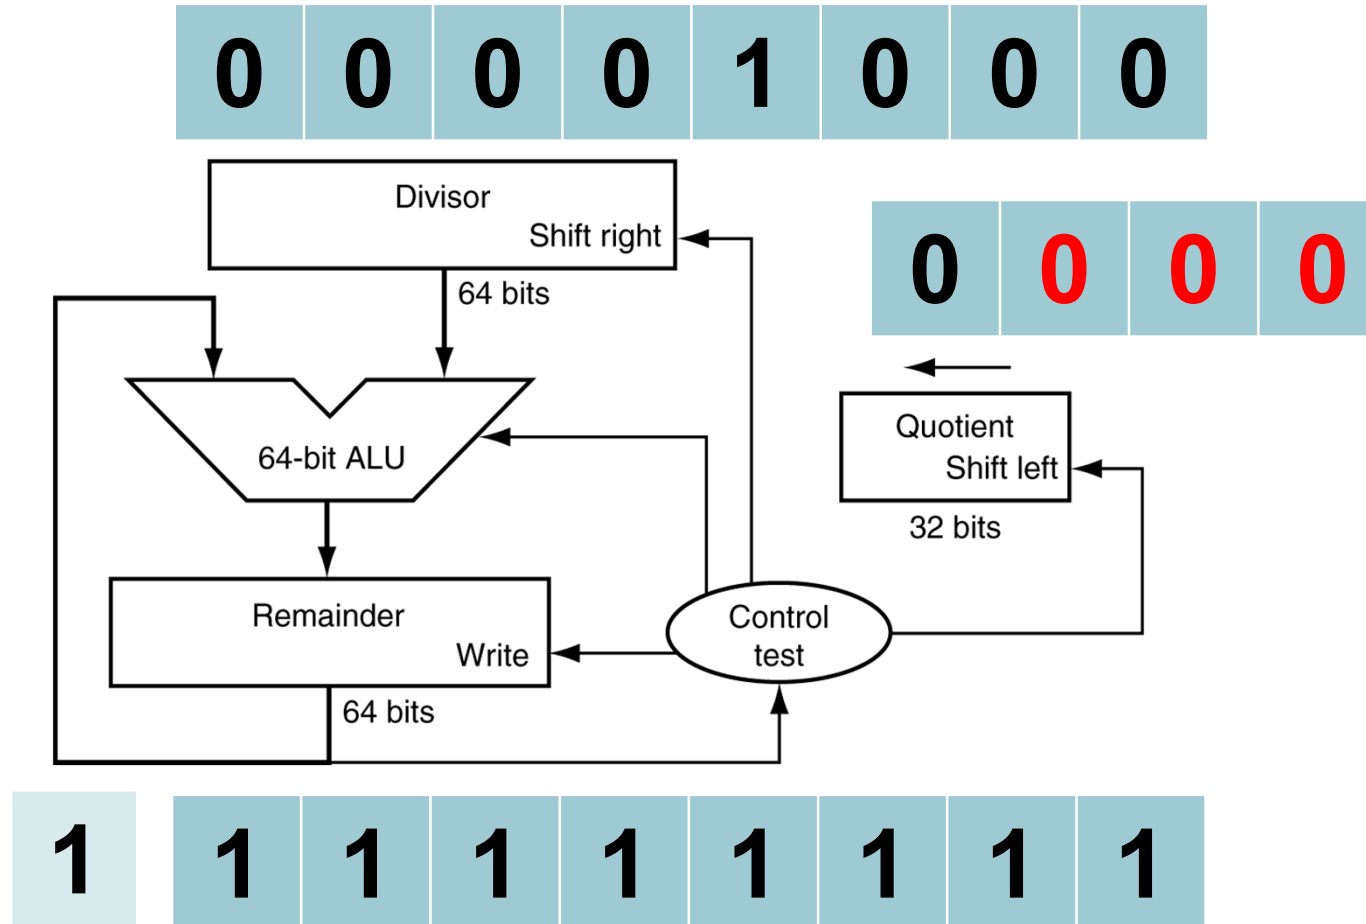 0 0 0 0 1 0 0 0
Divisor
Shift right
0 0 0 0
64 bits
Quotient
64-bit ALU
Shift left
32 bits
Remainder
Control
test
Write
64 bits
1 1 1 1 1 1 1 1 1